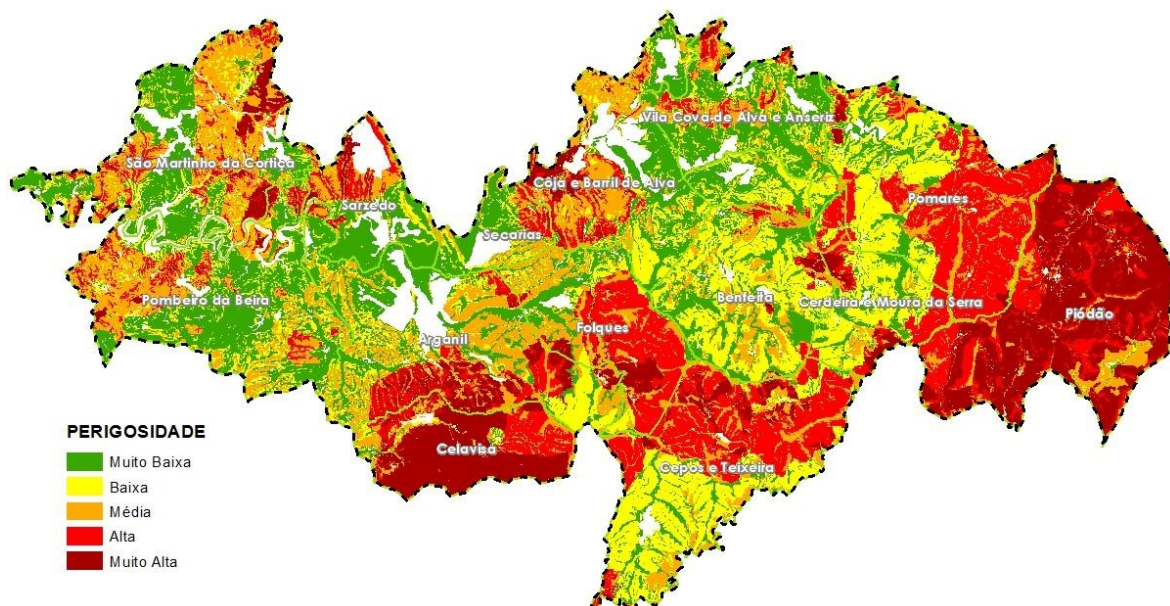 Vila Cova de Alva e Anseriz
São Martinho da Cortiça
Coja e Barril de Alva
Sarzedo
Pomares
Secarias
Pombeiro da Beira
Benfeita
Cerdeira e Moura da Serra
Piódão
Folques
Arganil
Celavisa
Cepos e Teixeira
PERIGOSIDADE
Muito Baixa
Baixa
Média
Alta
Muito Alta